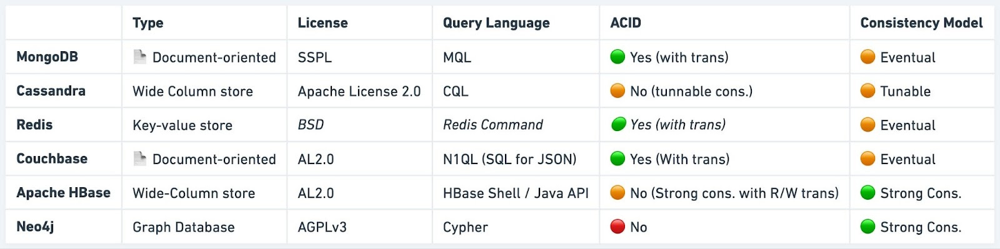 Type License Query Language ACID Consistency Model
MongoDB Document-oriented SSPL MQL Yes (with trans) Eventual
Cassandra Wide Column store Apache License 2.0 CQL No (tunnable cons.) Tunable
Redis Key-value store BSD Redis Command Yes (with trans) Eventual
Couchbase Document-oriented AL2.0 N1QL (SQL for JSON) Yes (With trans) Eventual
Apache HBase Wide-Column store AL2.0 HBase Shell / Java API No (Strong cons. with R/W trans) Strong Cons.
Neo4j Graph Database AGPLv3 Cypher No Strong Cons.